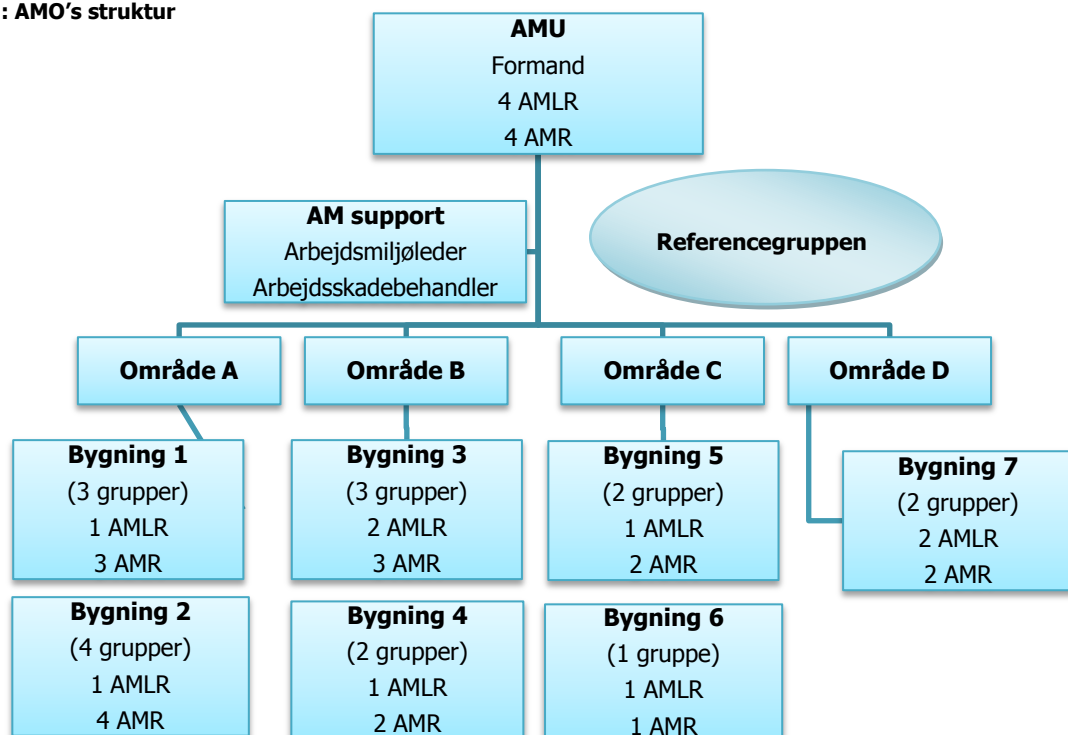 : AMO's struktur
AMU
Formand
4 AMLR
4 AMR
AM support
Arbejdsmiljøleder
Arbejdsskadebehandler
Referencegruppen
Område A
Område B
Område C
Område D
Bygning 1
(3 grupper)
1 AMLR
3 AMR
Bygning 3
(3 grupper)
2 AMLR
3 AMR
Bygning 5
(2 grupper)
1 AMLR
2 AMR
Bygning 7
(2 grupper)
2 AMLR
2 AMR
Bygning 2
(4 grupper)
1 AMLR
4 AMR
Bygning 4
(2 grupper)
1 AMLR
2 AMR
Bygning 6
(1 gruppe)
1 AMLR
1 AMR